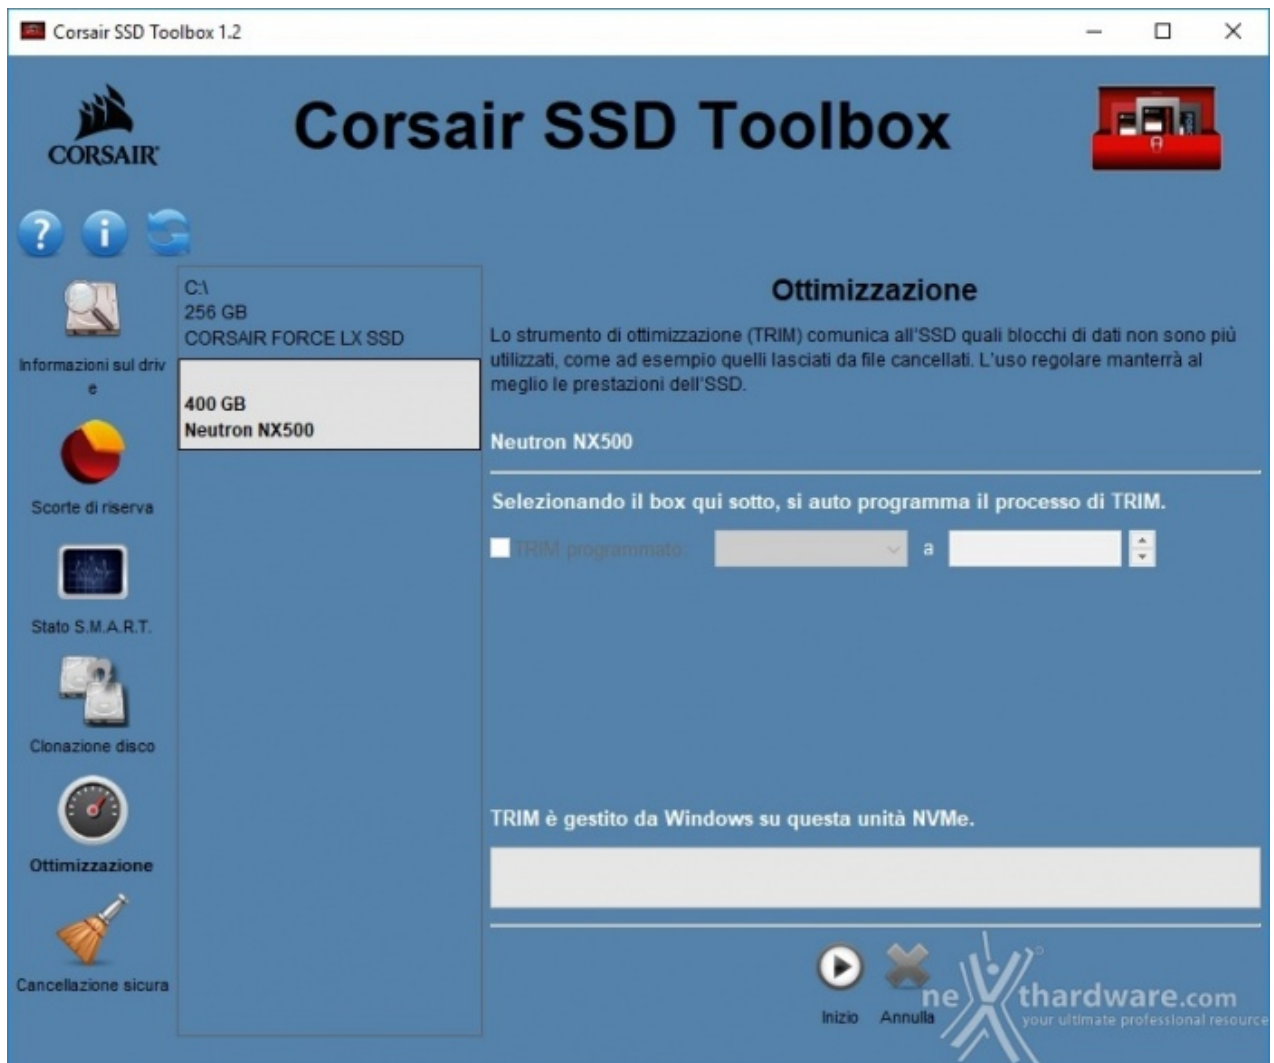 Corsair SSD Toolbox 1.2
CORSAIR
Corsair SSD Toolbox
Informazioni sul driv
e
Scorte di riserva
Stato S.M.A.R.T.
Clonazione disco
Ottimizzazione
Cancellazione sicura
C:\
256 GB
CORSAIR FORCE LX SSD
400 GB
Neutron NX500
Ottimizzazione
Lo strumento di ottimizzazione (TRIM) comunica all'SSD quali blocchi di dati non sono più
utilizzati, come ad esempio quelli lasciati da file cancellati. L'uso regolare manterrà al
meglio le prestazioni dell'SSD.
Neutron NX500
Selezionando il box qui sotto, si auto programma il processo di TRIM.
TRIM programmato: a
TRIM è gestito da Windows su questa unità NVMe.
Inizio Annulla
nexthardware.com
your ultimate professional resource